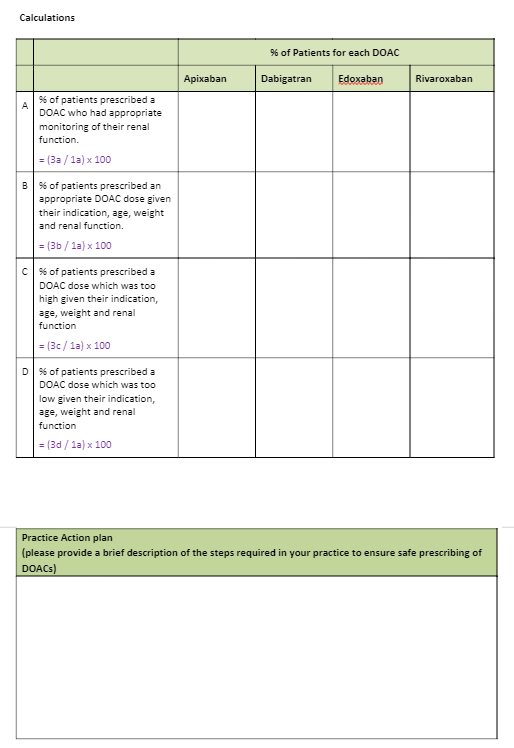 Calculations
% of Patients for each DOAC
Apixaban Dabigatran Edoxaban Rivaroxaban
A % of patients prescribed a
DOAC who had appropriate
monitoring of their renal
function.
= (3a / 1a) x 100
B % of patients prescribed an
appropriate DOAC dose given
their indication, age, weight
and renal function.
= (3b / 1a) x 100
C % of patients prescribed a
DOAC dose which was too
high given their indication,
age, weight and renal
function
= (3c / 1a) x 100
D % of patients prescribed a
DOAC dose which was too
low given their indication,
age, weight and renal
function
= (3d / 1a) x 100
Practice Action plan
(please provide a brief description of the steps required in your practice to ensure safe prescribing of
DOACs)